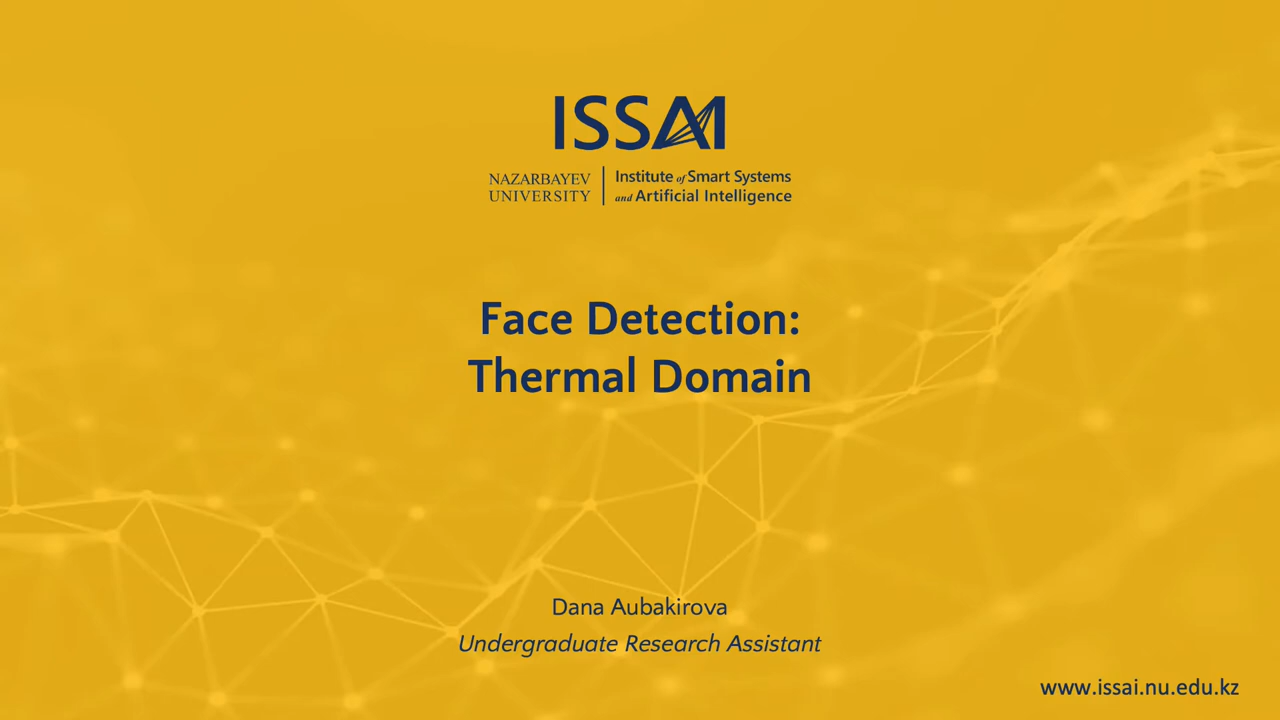 ISSAI
NAZARBAYEV
UNIVERSITY
Institute of Smart Systems
and Artificial Intelligence
Face Detection:
Thermal Domain
Dana Aubakirova
Undergraduate Research Assistant
www.issai.nu.edu.kz